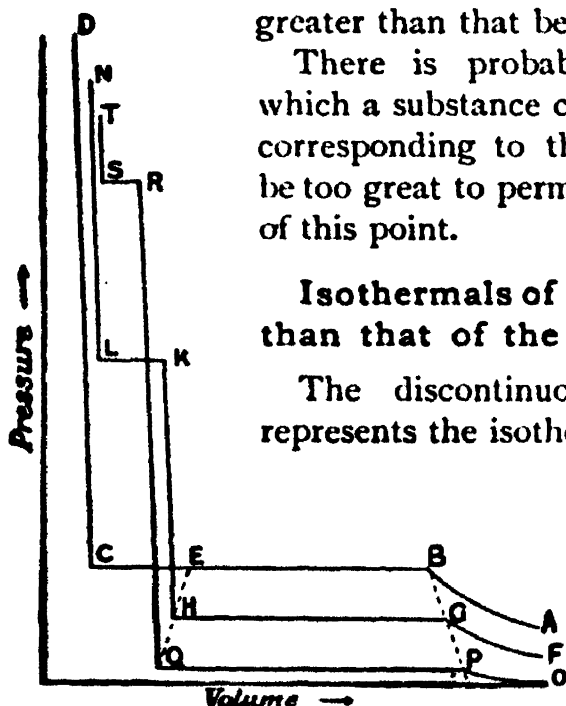 greater than that be
There is probab
which a substance c
corresponding to th
be too great to perm
of this point.
Isothermals of
than that of the
The discontinuo
represents the isothe
D
N
T
S R
L K
Pressure →
C E B
H G A
F
Q P O
Volume →